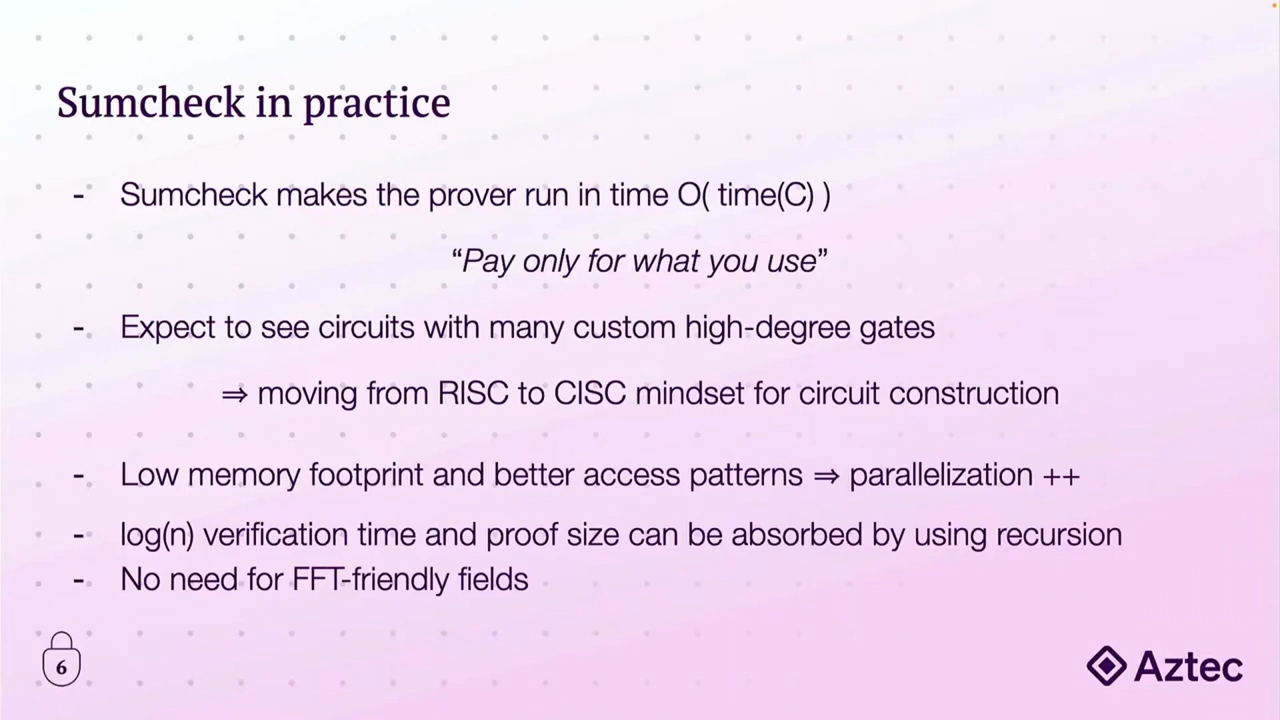 Sumcheck in practice
- Sumcheck makes the prover run in time O( time(C) )
“Pay only for what you use”
- Expect to see circuits with many custom high-degree gates
⇒ moving from RISC to CISC mindset for circuit construction
- Low memory footprint and better access patterns ⇒ parallelization ++
- log(n) verification time and proof size can be absorbed by using recursion
- No need for FFT-friendly fields
6
Aztec